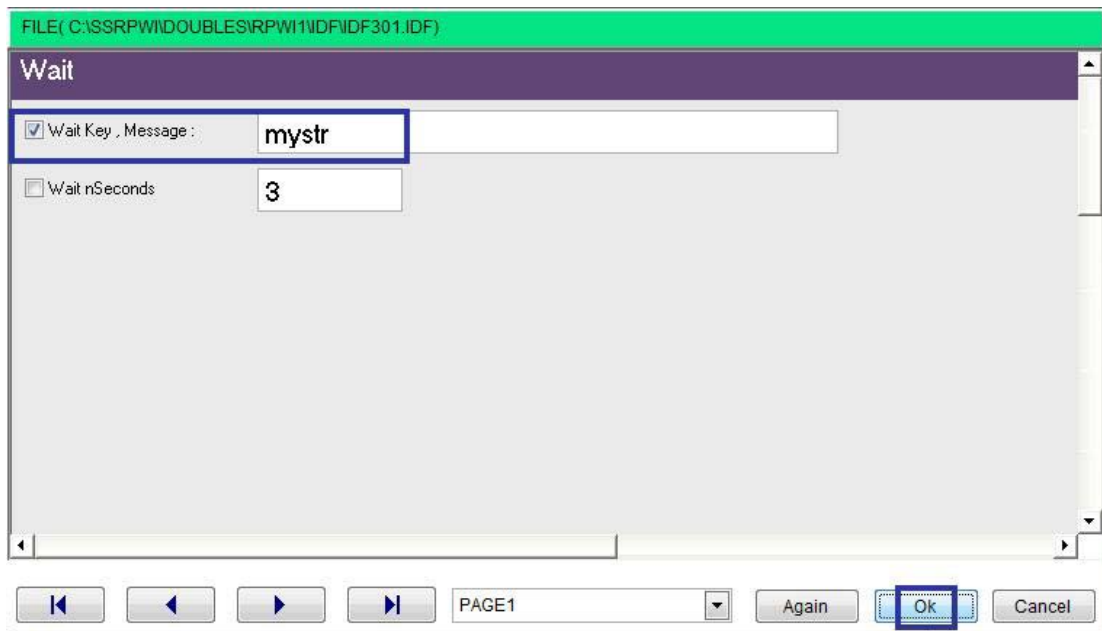 FILE( C:\SSRPWI\DOUBLES\RPWI1\IDF\IDF301.IDF)
Wait
Wait Key , Message : mystr
Wait nSeconds 3
PAGE1 Again Ok Cancel